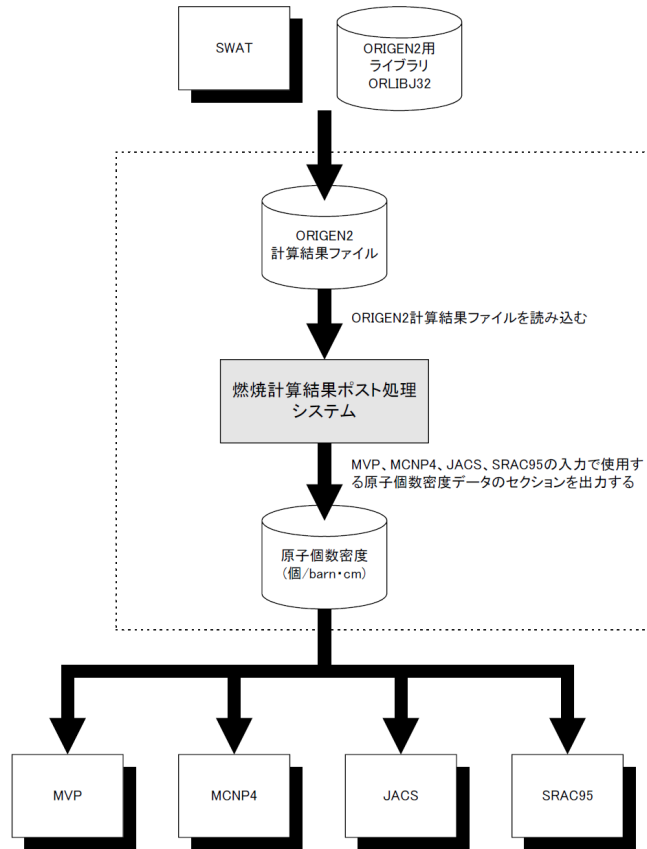 SWAT
ORIGEN2用
ライブラリ
ORLIBJ32
ORIGEN2
計算結果ファイル
ORIGEN2計算結果ファイルを読み込む
燃焼計算結果ポスト処理
システム
MVP、MCNP4、JACS、SRAC95の入力で使用す
る原子個数密度データのセクションを出力する
原子個数密度
(個/barn・cm)
MVP
MCNP4
JACS
SRAC95